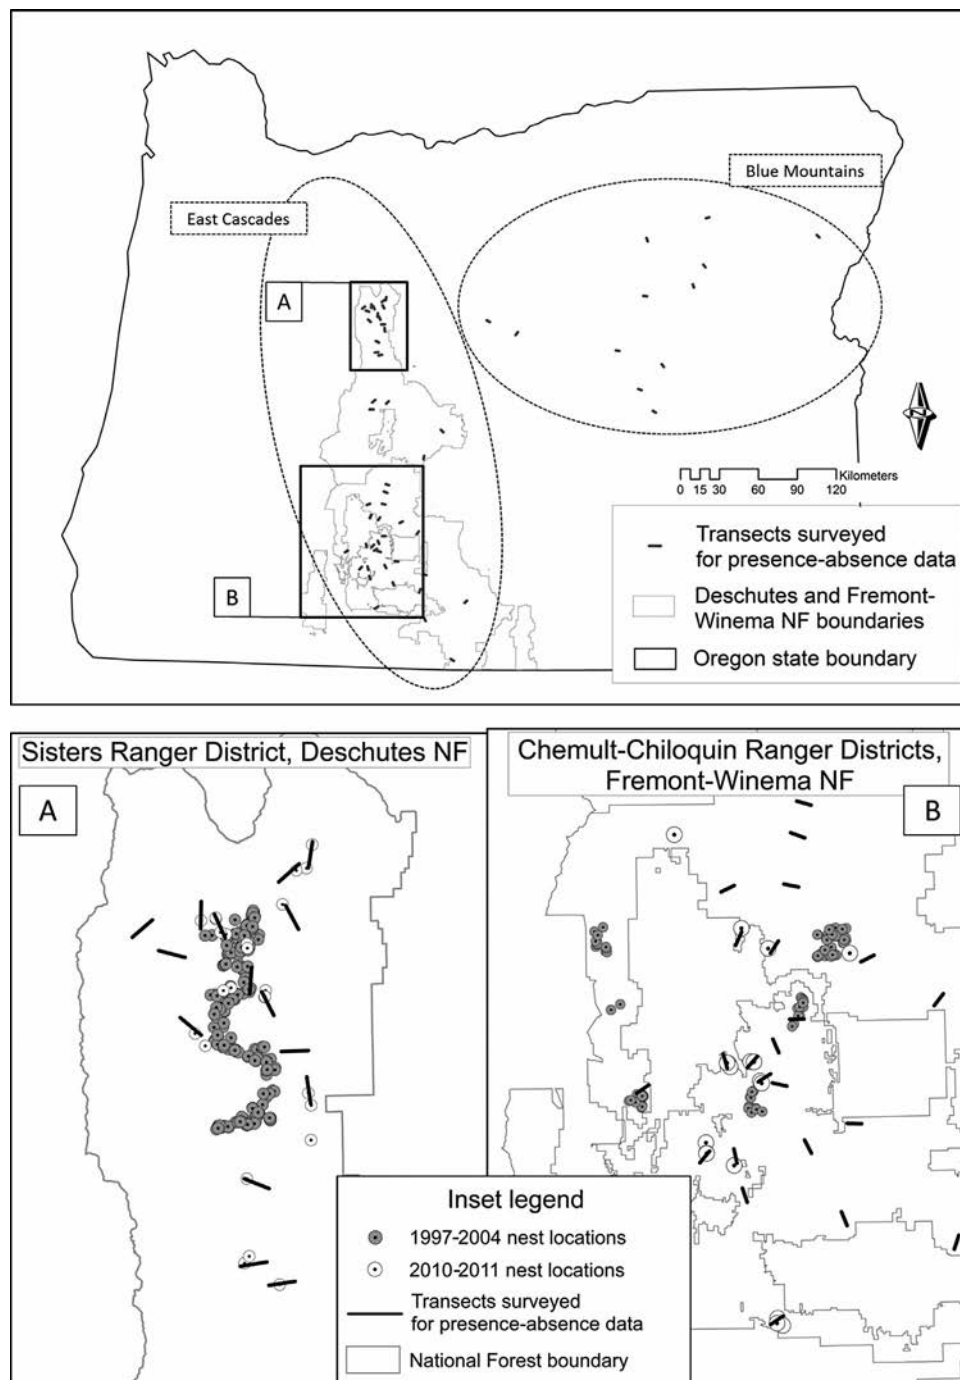 Blue Mountains
East Cascades
A
Kilometers
0 15 30 60 90 120
Transects surveyed
for presence-absence data
Deschutes and Fremont-
Winema NF boundaries
Oregon state boundary
B
Sisters Ranger District, Deschutes NF
A
Chemult-Chiloquin Ranger Districts,
Fremont-Winema NF
B
Inset legend
1997-2004 nest locations
2010-2011 nest locations
Transects surveyed
for presence-absence data
National Forest boundary